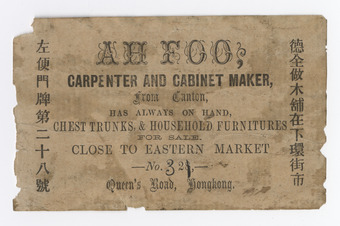 德全做木舖在下環街市
AH FOO,
CARPENTER AND CABINET MAKER,
From Canton,
HAS ALWAYS ON HAND,
CHEST TRUNKS & HOUSEHOLD FURNITURES
FOR SALE.
CLOSE TO EASTERN MARKET
—No. 28—
Queen's Road, Hongkong.
左便門牌第二十八號